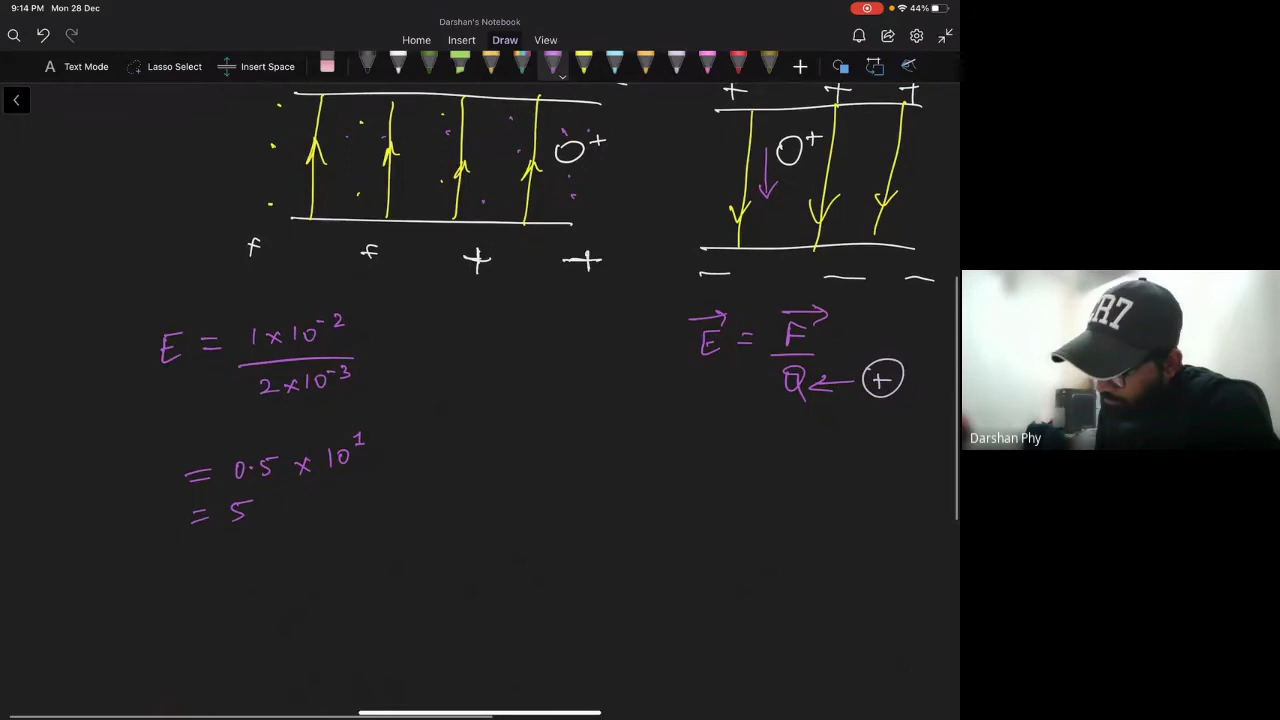 9:14 PM Mon 28 Dec
44%
Darshan's Notebook
Home Insert Draw View
Text Mode Lasso Select Insert Space
+ + +
O+ O+
+ + + +
— — —
E = 1 × 10⁻² / 2 × 10⁻³
E⃗ = F⃗ / Q ← +
= 0.5 × 10¹
= 5
R7
Darshan Phy